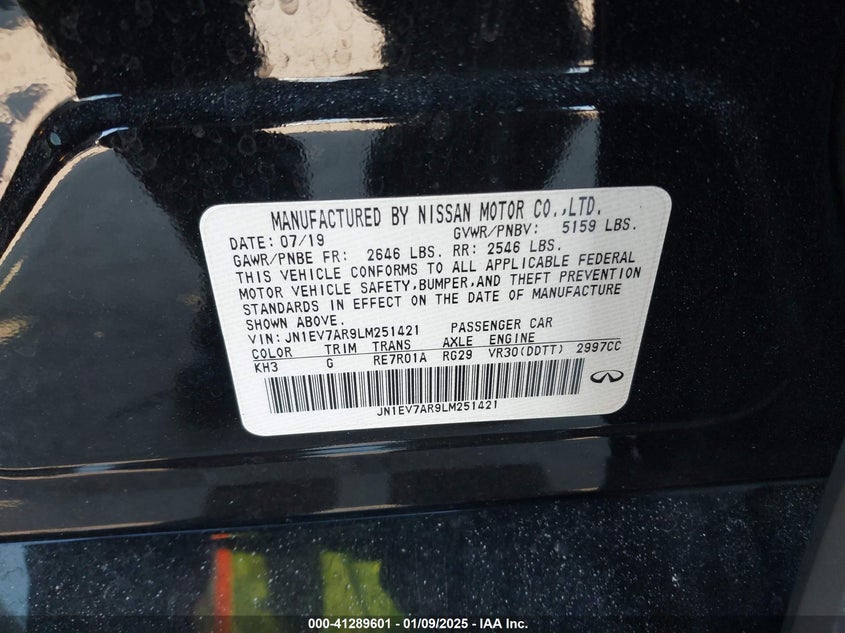 MANUFACTURED BY NISSAN MOTOR CO.,LTD.
DATE: 07/19 GVWR/PNBV: 5159 LBS.
GAWR/PNBE FR: 2646 LBS. RR: 2546 LBS.
THIS VEHICLE CONFORMS TO ALL APPLICABLE FEDERAL
MOTOR VEHICLE SAFETY,BUMPER,AND THEFT PREVENTION
STANDARDS IN EFFECT ON THE DATE OF MANUFACTURE
SHOWN ABOVE.
VIN: JN1EV7AR9LM251421 PASSENGER CAR
COLOR TRIM TRANS AXLE ENGINE
KH3 G RE7R01A RG29 VR30(DDTT) 2997CC
JN1EV7AR9LM251421
000-41289601 - 01/09/2025 - IAA Inc.